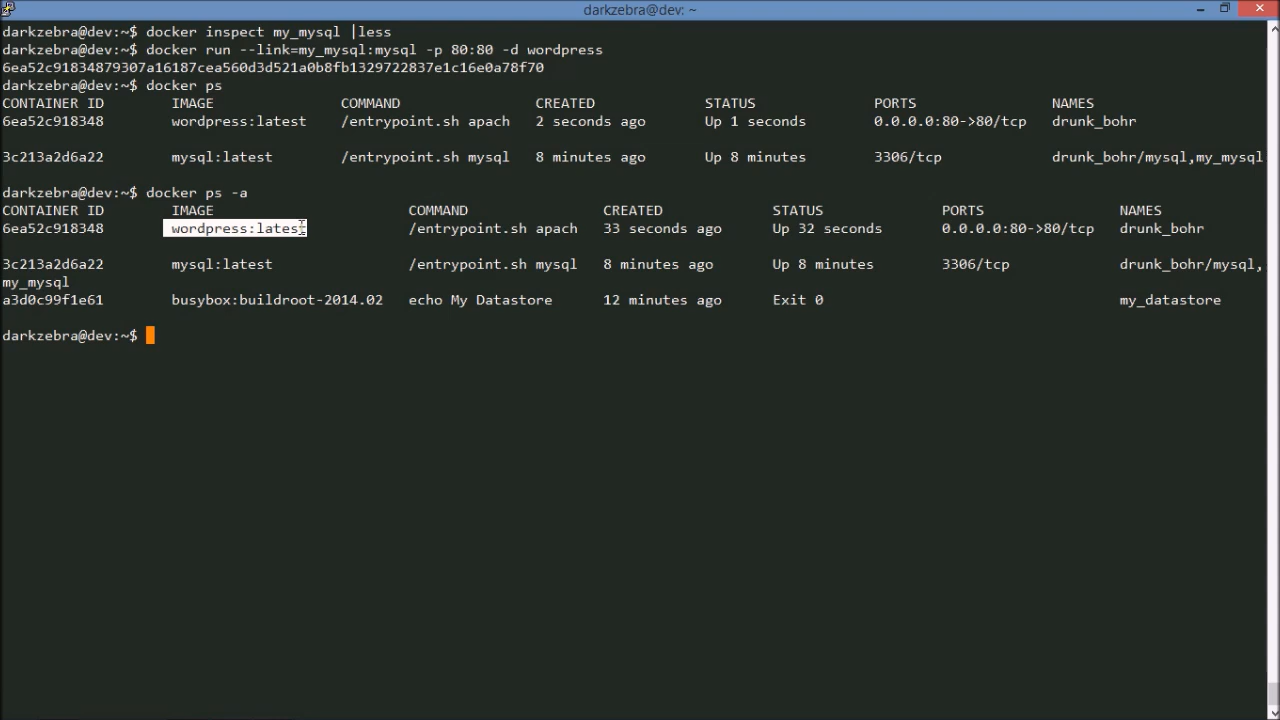 darkzebra@dev: ~
darkzebra@dev:~$ docker inspect my_mysql |less
darkzebra@dev:~$ docker run --link=my_mysql:mysql -p 80:80 -d wordpress
6ea52c91834879307a16187cea560d3d521a0b8fb1329722837e1c16e0a78f70
darkzebra@dev:~$ docker ps
CONTAINER ID IMAGE COMMAND CREATED STATUS PORTS NAMES
6ea52c918348 wordpress:latest /entrypoint.sh apach 2 seconds ago Up 1 seconds 0.0.0.0:80->80/tcp drunk_bohr
3c213a2d6a22 mysql:latest /entrypoint.sh mysql 8 minutes ago Up 8 minutes 3306/tcp drunk_bohr/mysql,my_mysql
darkzebra@dev:~$ docker ps -a
CONTAINER ID IMAGE COMMAND CREATED STATUS PORTS NAMES
6ea52c918348 wordpress:latest /entrypoint.sh apach 33 seconds ago Up 32 seconds 0.0.0.0:80->80/tcp drunk_bohr
3c213a2d6a22 mysql:latest /entrypoint.sh mysql 8 minutes ago Up 8 minutes 3306/tcp drunk_bohr/mysql,
my_mysql
a3d0c99f1e61 busybox:buildroot-2014.02 echo My Datastore 12 minutes ago Exit 0 my_datastore
darkzebra@dev:~$